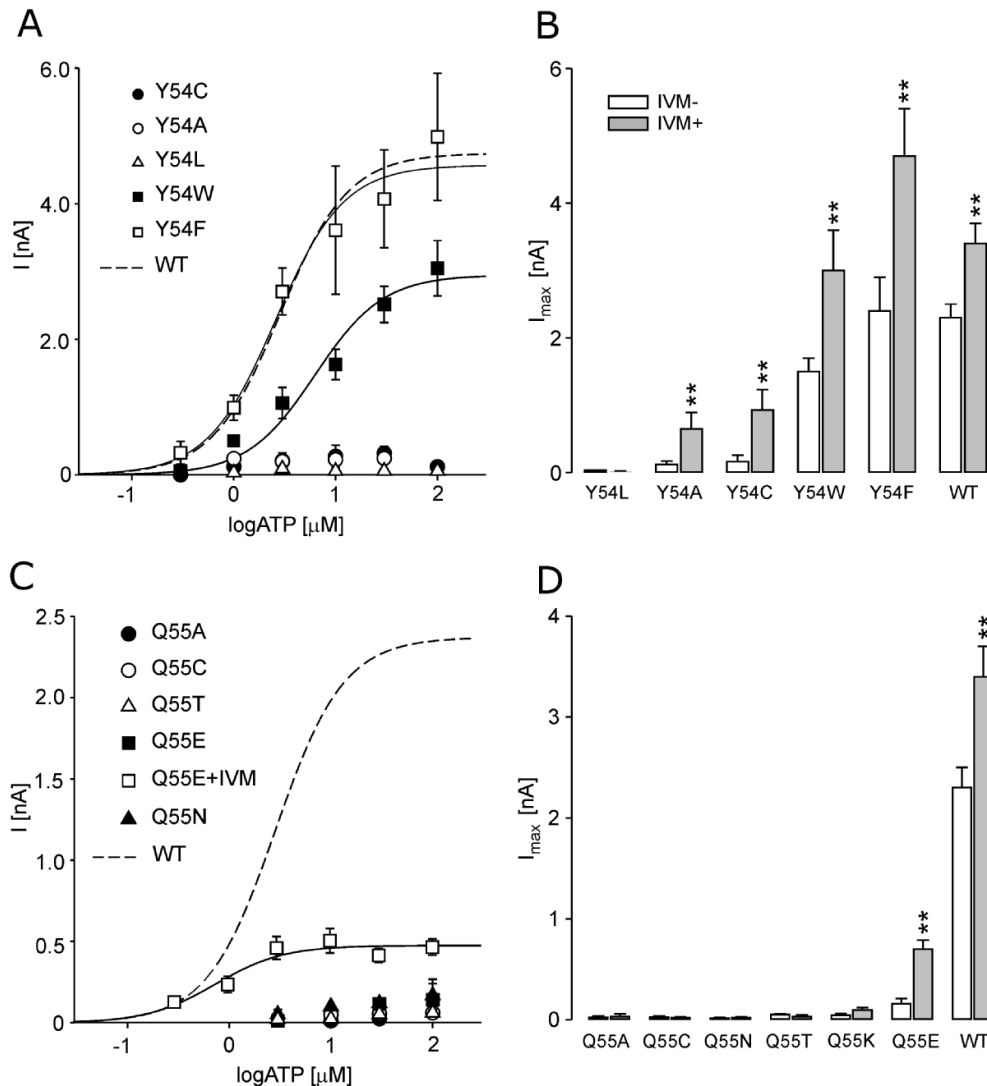 A
6.0
4.0
2.0
0
I [nA]
Y54C
Y54A
Y54L
Y54W
Y54F
WT
-1 0 1 2
logATP [μM]
B
6
4
2
0
I max [nA]
IVM-
IVM+
**
**
**
**
**
Y54L Y54A Y54C Y54W Y54F WT
C
2.5
2.0
1.5
1.0
0.5
0
I [nA]
Q55A
Q55C
Q55T
Q55E
Q55E+IVM
Q55N
WT
-1 0 1 2
logATP [μM]
D
4
3
2
1
0
I max [nA]
**
**
Q55A Q55C Q55N Q55T Q55K Q55E WT